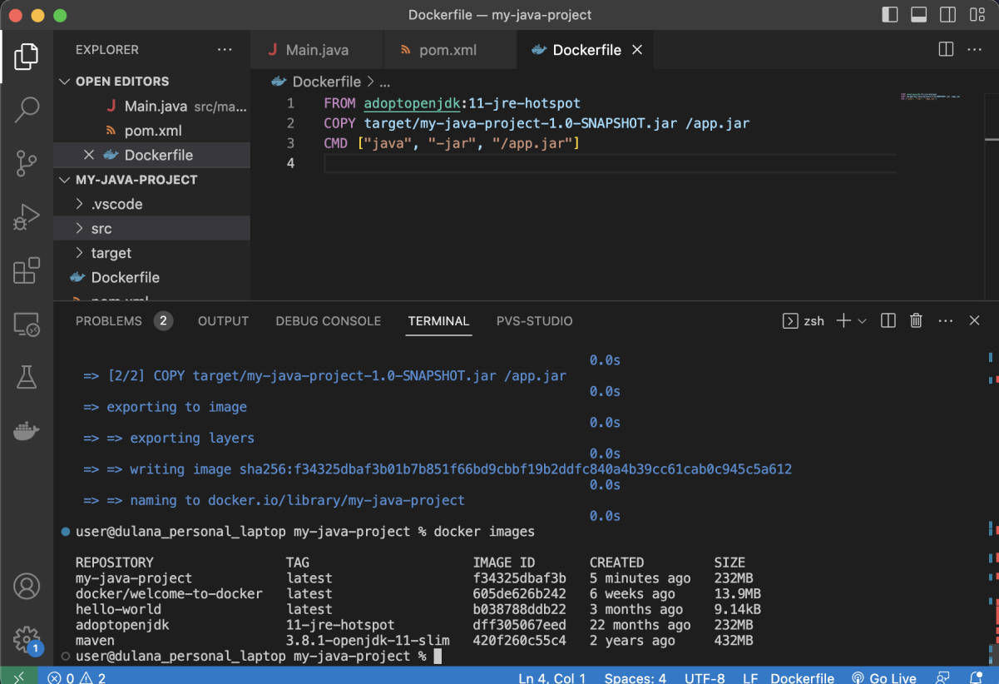 Dockerfile — my-java-project
EXPLORER
OPEN EDITORS
Main.java src/ma...
pom.xml
Dockerfile
MY-JAVA-PROJECT
.vscode
src
target
Dockerfile
pom.xml
Main.java
pom.xml
Dockerfile
Dockerfile > ...
1 FROM adoptopenjdk:11-jre-hotspot
2 COPY target/my-java-project-1.0-SNAPSHOT.jar /app.jar
3 CMD ["java", "-jar", "/app.jar"]
4
PROBLEMS 2 OUTPUT DEBUG CONSOLE TERMINAL PVS-STUDIO zsh
0.0s
=> [2/2] COPY target/my-java-project-1.0-SNAPSHOT.jar /app.jar
0.0s
=> exporting to image
0.0s
=> => exporting layers
0.0s
=> => writing image sha256:f34325dbaf3b01b7b851f66bd9cbbf19b2ddfc840a4b39cc61cab0c945c5a612
0.0s
=> => naming to docker.io/library/my-java-project
0.0s
user@dulana_personal_laptop my-java-project % docker images
REPOSITORY TAG IMAGE ID CREATED SIZE
my-java-project latest f34325dbaf3b 5 minutes ago 232MB
docker/welcome-to-docker latest 605de626b242 6 weeks ago 13.9MB
hello-world latest b038788ddb22 3 months ago 9.14kB
adoptopenjdk 11-jre-hotspot dff305067eed 22 months ago 232MB
maven 3.8.1-openjdk-11-slim 420f260c55c4 2 years ago 432MB
user@dulana_personal_laptop my-java-project %
1
0 2 Ln 4, Col 1 Spaces: 4 UTF-8 LF Dockerfile Go Live